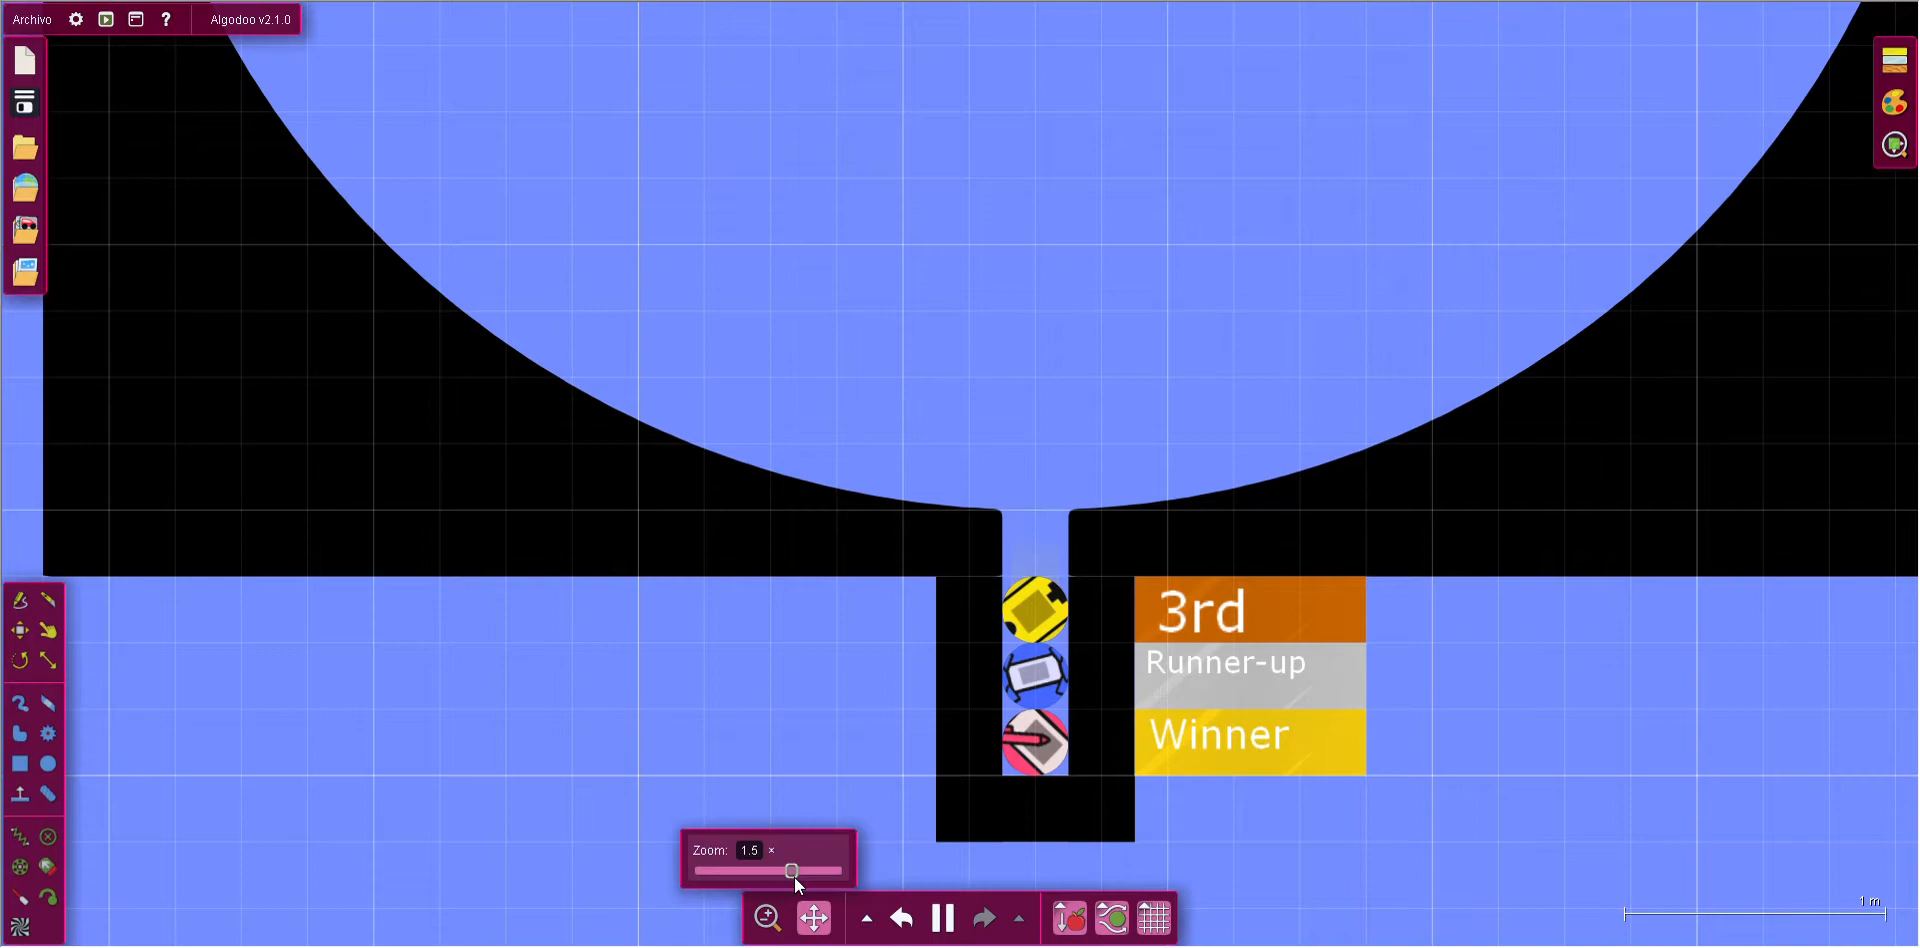 Archivo ? Algodoo v2.1.0
3rd
Runner-up
Winner
Zoom: 1.5 ×
1 m